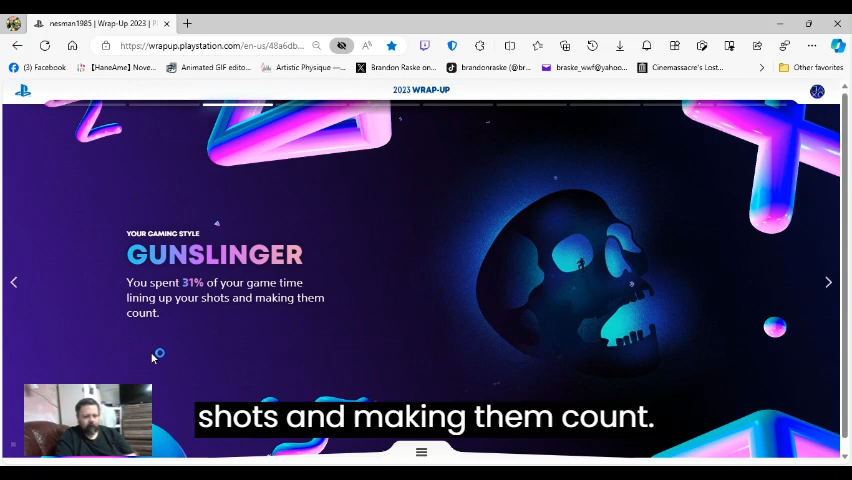 nesman1985 | Wrap-Up 2023 | P
https://wrapup.playstation.com/en-us/48a6db...
(3) Facebook
【HaneAme】 Nove...
Animated GIF edito...
Artistic Physique —...
Brandon Raske on...
brandonraske (@br...
braske_wwf@yahoo...
Cinemassacre's Lost...
Other favorites
2023 WRAP-UP
YOUR GAMING STYLE
GUNSLINGER
You spent 31% of your game time
lining up your shots and making them
count.
shots and making them count.